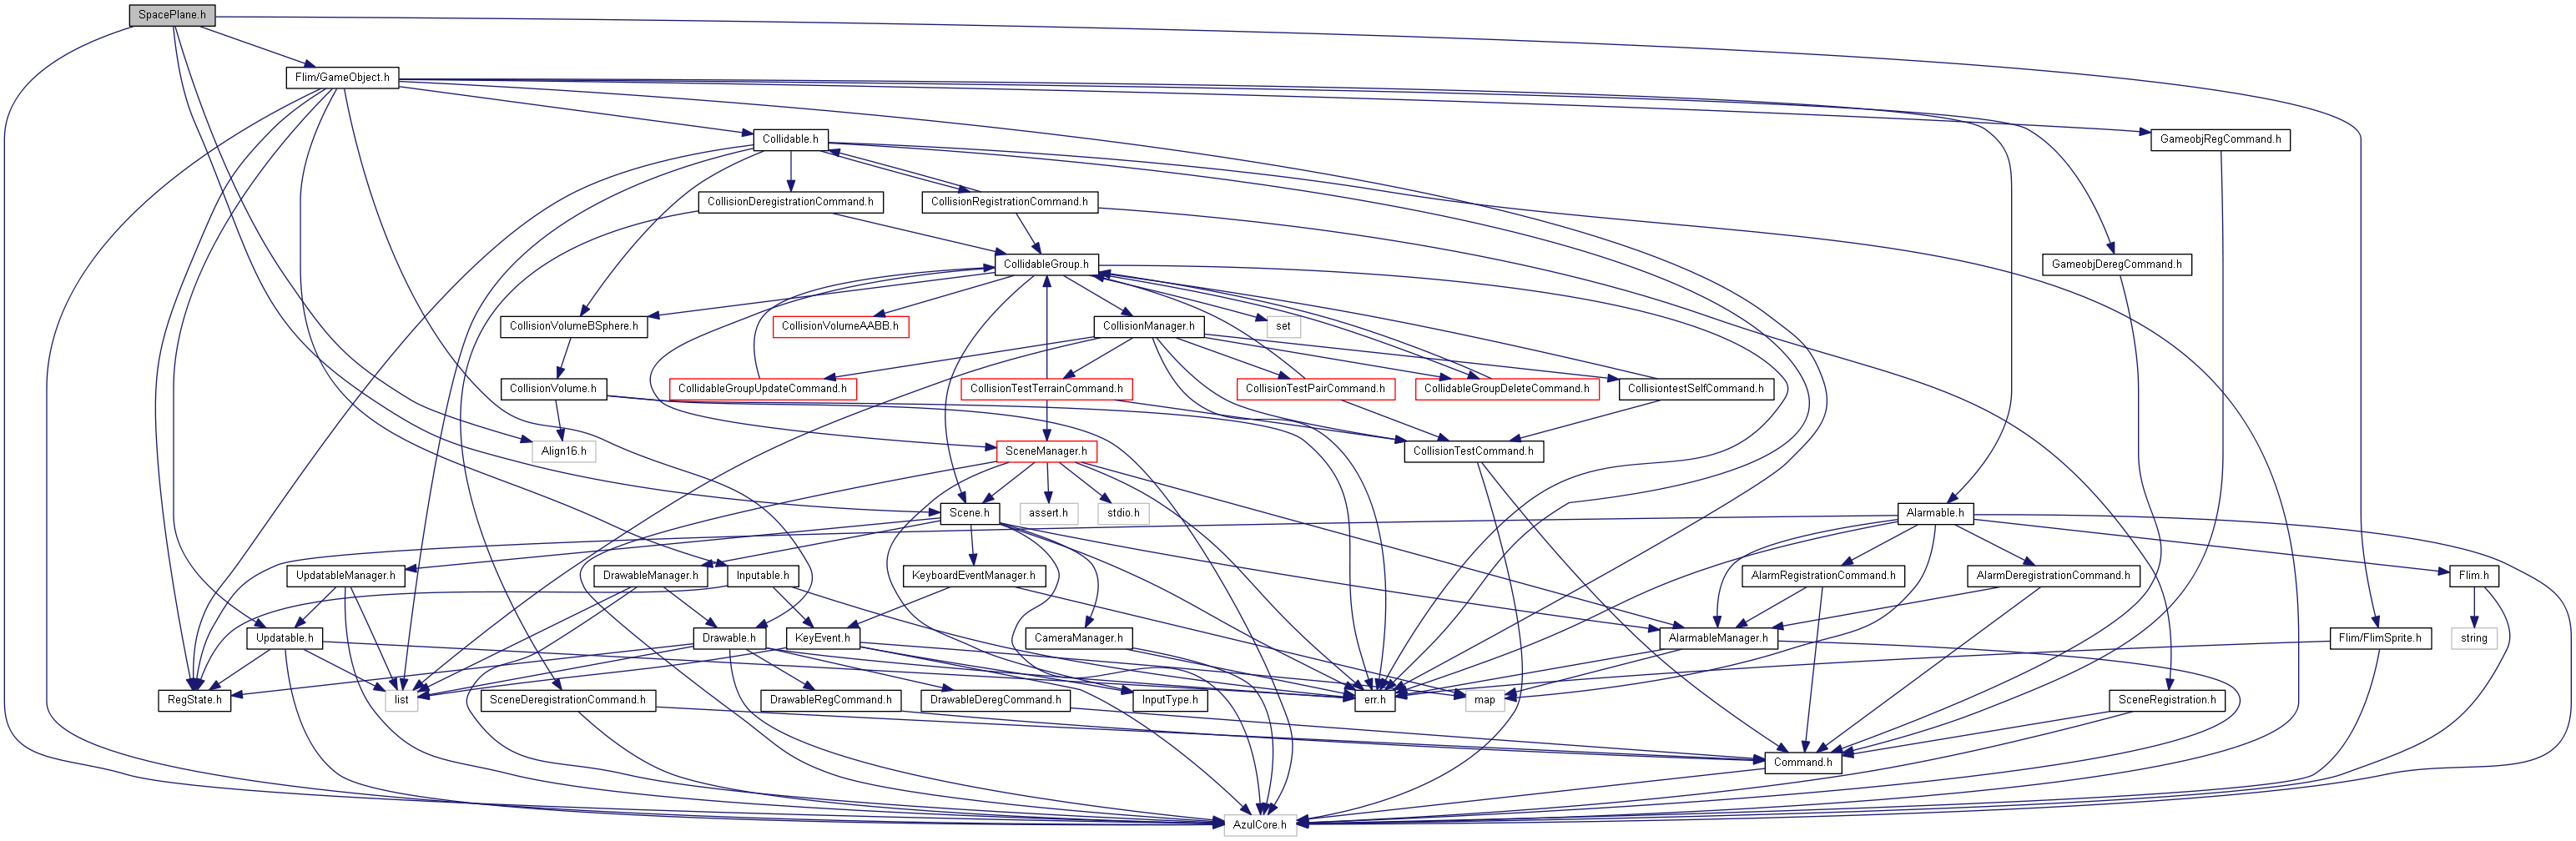 SpacePlane.h
Flim/GameObject.h
Collidable.h
GameobjRegCommand.h
CollisionDeregistrationCommand.h
CollisionRegistrationCommand.h
CollidableGroup.h
GameobjDeregCommand.h
CollisionVolumeBSphere.h
CollisionVolumeAABB.h
CollisionManager.h
set
CollisionVolume.h
CollidableGroupUpdateCommand.h
CollisionTestTerrainCommand.h
CollisionTestPairCommand.h
CollidableGroupDeleteCommand.h
CollisiontestSelfCommand.h
Align16.h
SceneManager.h
CollisionTestCommand.h
Scene.h
assert.h
stdio.h
Alarmable.h
UpdatableManager.h
DrawableManager.h
Inputable.h
KeyboardEventManager.h
AlarmRegistrationCommand.h
AlarmDeregistrationCommand.h
Flim.h
Updatable.h
Drawable.h
KeyEvent.h
CameraManager.h
AlarmableManager.h
Flim/FlimSprite.h
string
RegState.h
list
SceneDeregistrationCommand.h
DrawableRegCommand.h
DrawableDeregCommand.h
InputType.h
err.h
map
SceneRegistration.h
Command.h
AzulCore.h